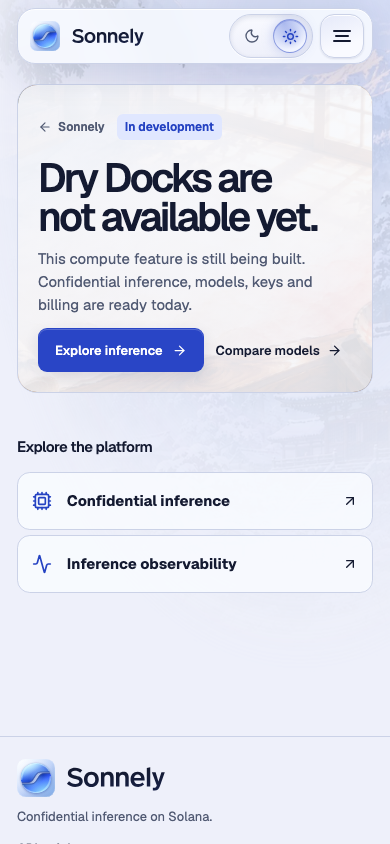 Sonnely
Sonnely
In development
Dry Docks are
not available yet.
This compute feature is still being built.
Confidential inference, models, keys and
billing are ready today.
Explore inference
Compare models
Explore the platform
Confidential inference
Inference observability
Sonnely
Confidential inference on Solana.